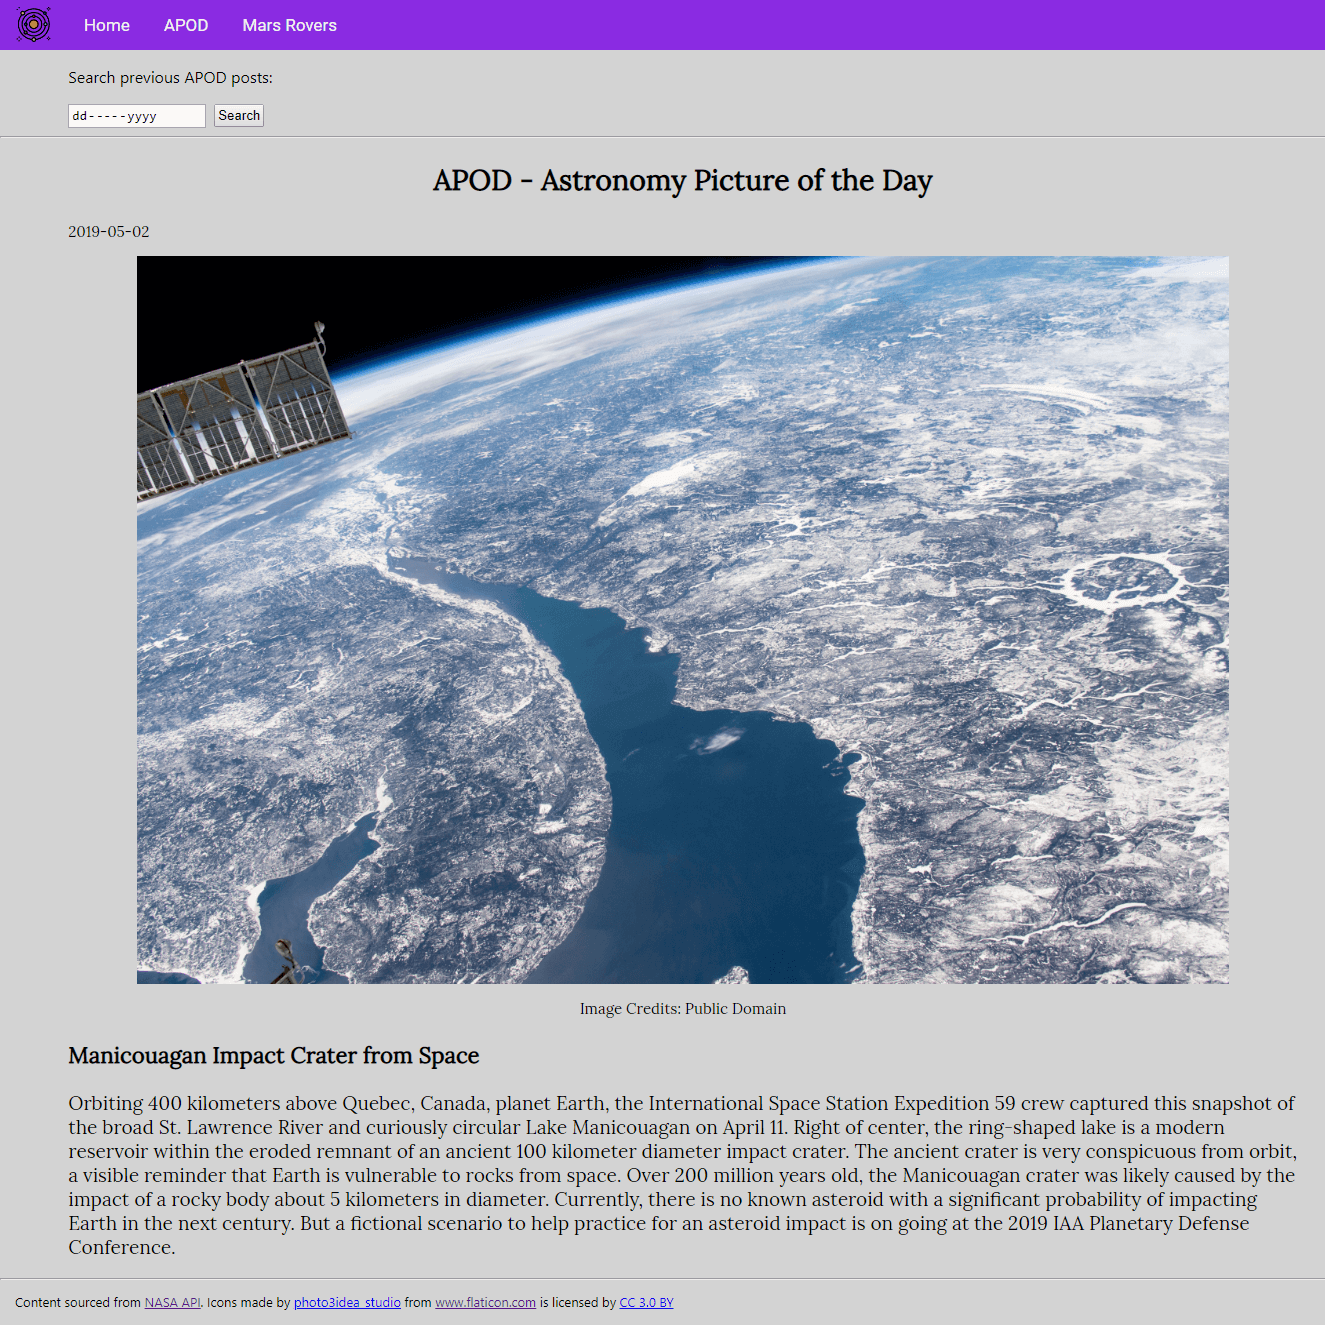 Home APOD Mars Rovers
Search previous APOD posts:
dd-----yyyy Search
APOD - Astronomy Picture of the Day
2019-05-02
Image Credits: Public Domain
Manicouagan Impact Crater from Space
Orbiting 400 kilometers above Quebec, Canada, planet Earth, the International Space Station Expedition 59 crew captured this snapshot of
the broad St. Lawrence River and curiously circular Lake Manicouagan on April 11. Right of center, the ring-shaped lake is a modern
reservoir within the eroded remnant of an ancient 100 kilometer diameter impact crater. The ancient crater is very conspicuous from orbit,
a visible reminder that Earth is vulnerable to rocks from space. Over 200 million years old, the Manicouagan crater was likely caused by the
impact of a rocky body about 5 kilometers in diameter. Currently, there is no known asteroid with a significant probability of impacting
Earth in the next century. But a fictional scenario to help practice for an asteroid impact is on going at the 2019 IAA Planetary Defense
Conference.
Content sourced from NASA API. Icons made by photo3idea_studio from www.flaticon.com is licensed by CC 3.0 BY